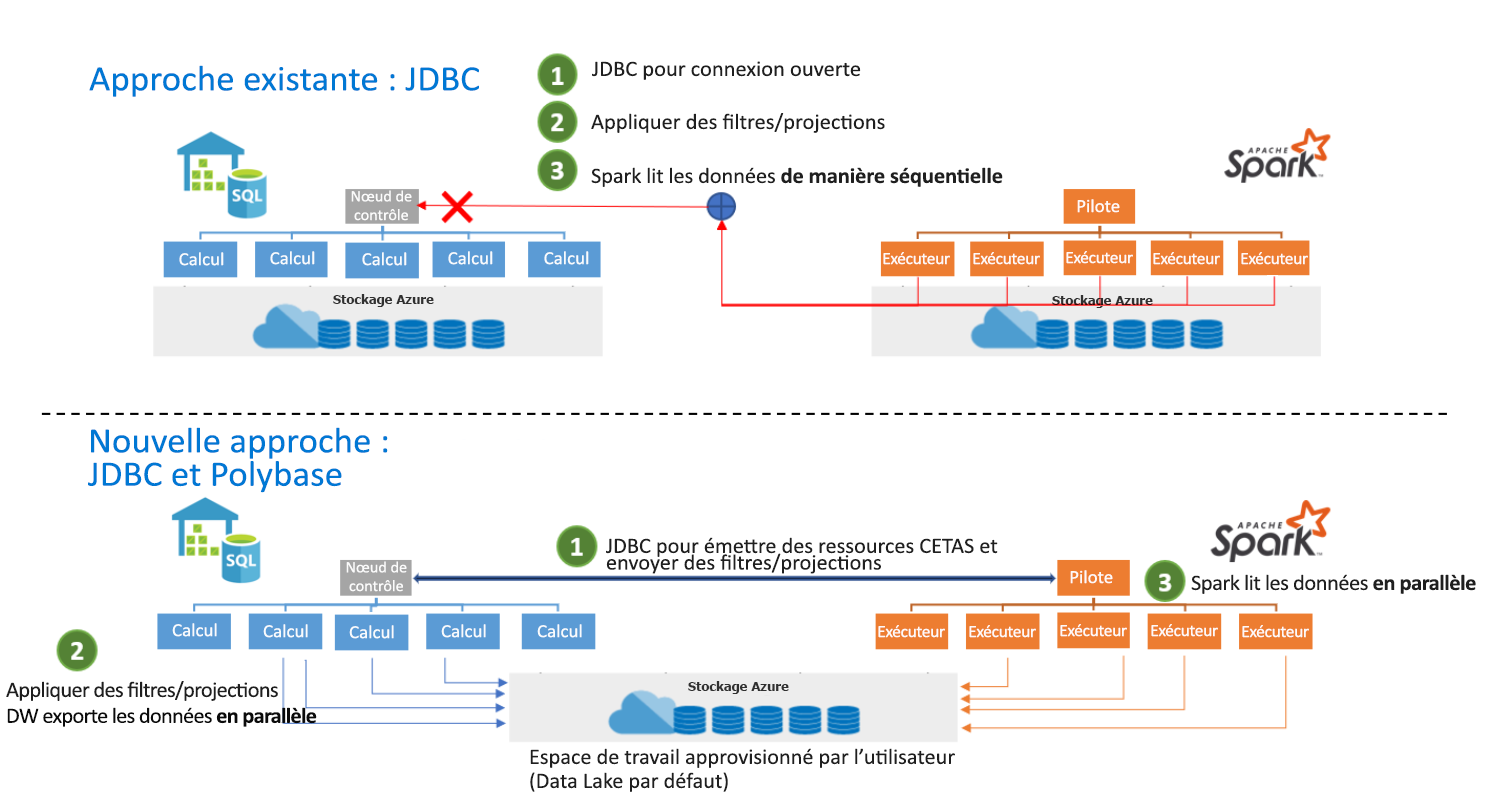 Approche existante : JDBC
1 JDBC pour connexion ouverte
2 Appliquer des filtres/projections
3 Spark lit les données de manière séquentielle
SQL
APACHE
Spark
TM
Nœud de
contrôle
Pilote
Calcul
Calcul
Calcul
Calcul
Calcul
Exécuteur
Exécuteur
Exécuteur
Exécuteur
Exécuteur
Stockage Azure
Stockage Azure
Nouvelle approche :
JDBC et Polybase
SQL
1 JDBC pour émettre des ressources CETAS et
envoyer des filtres/projections
APACHE
Spark
TM
Nœud de
contrôle
Pilote
3 Spark lit les données en parallèle
Calcul
Calcul
Calcul
Calcul
Calcul
Exécuteur
Exécuteur
Exécuteur
Exécuteur
Exécuteur
2
Appliquer des filtres/projections
DW exporte les données en parallèle
Stockage Azure
Espace de travail approvisionné par l’utilisateur
(Data Lake par défaut)